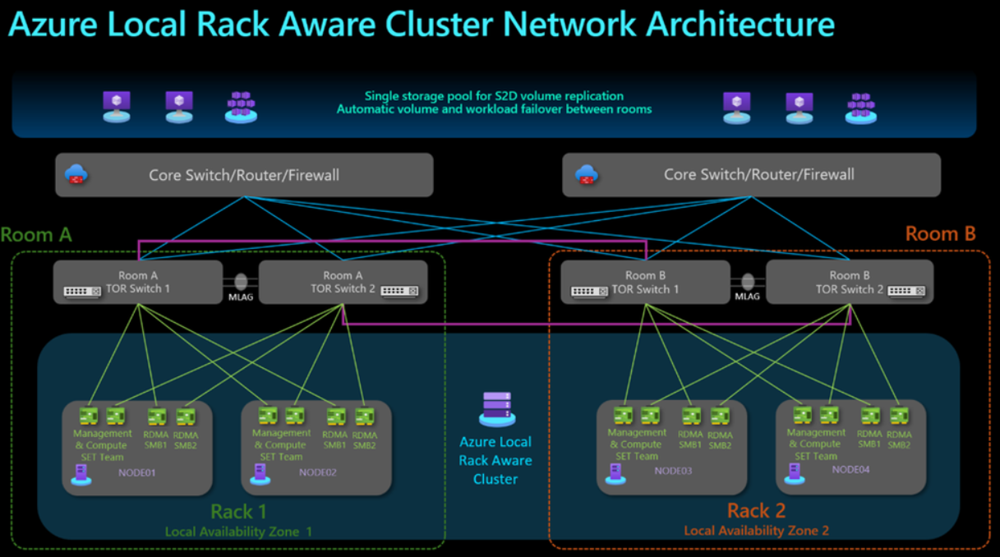 Azure Local Rack Aware Cluster Network Architecture
Single storage pool for S2D volume replication
Automatic volume and workload failover between rooms
Core Switch/Router/Firewall
Core Switch/Router/Firewall
Room A
Room B
Room A
TOR Switch 1
MLAG
Room A
TOR Switch 2
Room B
TOR Switch 1
MLAG
Room B
TOR Switch 2
Management
& Compute
SET Team
RDMA
SMB1
RDMA
SMB2
NODE01
Management
& Compute
SET Team
RDMA
SMB1
RDMA
SMB2
NODE02
Azure Local
Rack Aware
Cluster
Management
& Compute
SET Team
RDMA
SMB1
RDMA
SMB2
NODE03
Management
& Compute
SET Team
RDMA
SMB1
RDMA
SMB2
NODE04
Rack 1
Local Availability Zone 1
Rack 2
Local Availability Zone 2